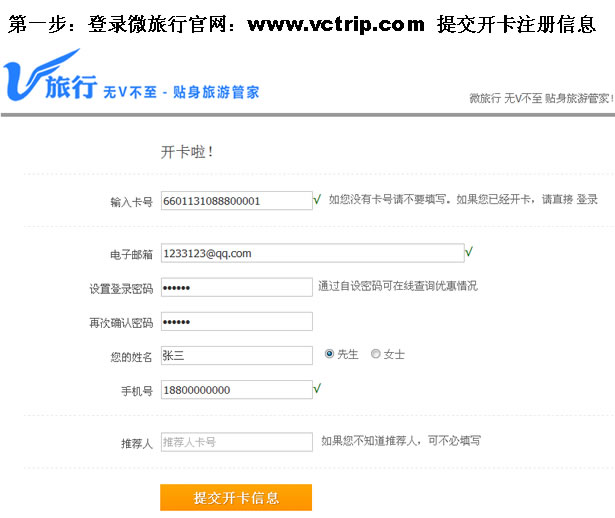 第一步：登录微旅行官网：www.vctrip.com 提交开卡注册信息
V旅行 无V不至 - 贴身旅游管家
微旅行 无V不至 贴身旅游管家!
开卡啦！
输入卡号 6601131088800001 √ 如您没有卡号请不要填写。如果您已经开卡，请直接 登录
电子邮箱 1233123@qq.com √
设置登录密码 •••••• 通过自设密码可在线查询优惠情况
再次确认密码 ••••••
您的姓名 张三 先生 女士
手机号 18800000000 √
推荐人 推荐人卡号 如果您不知道推荐人，可不必填写
提交开卡信息